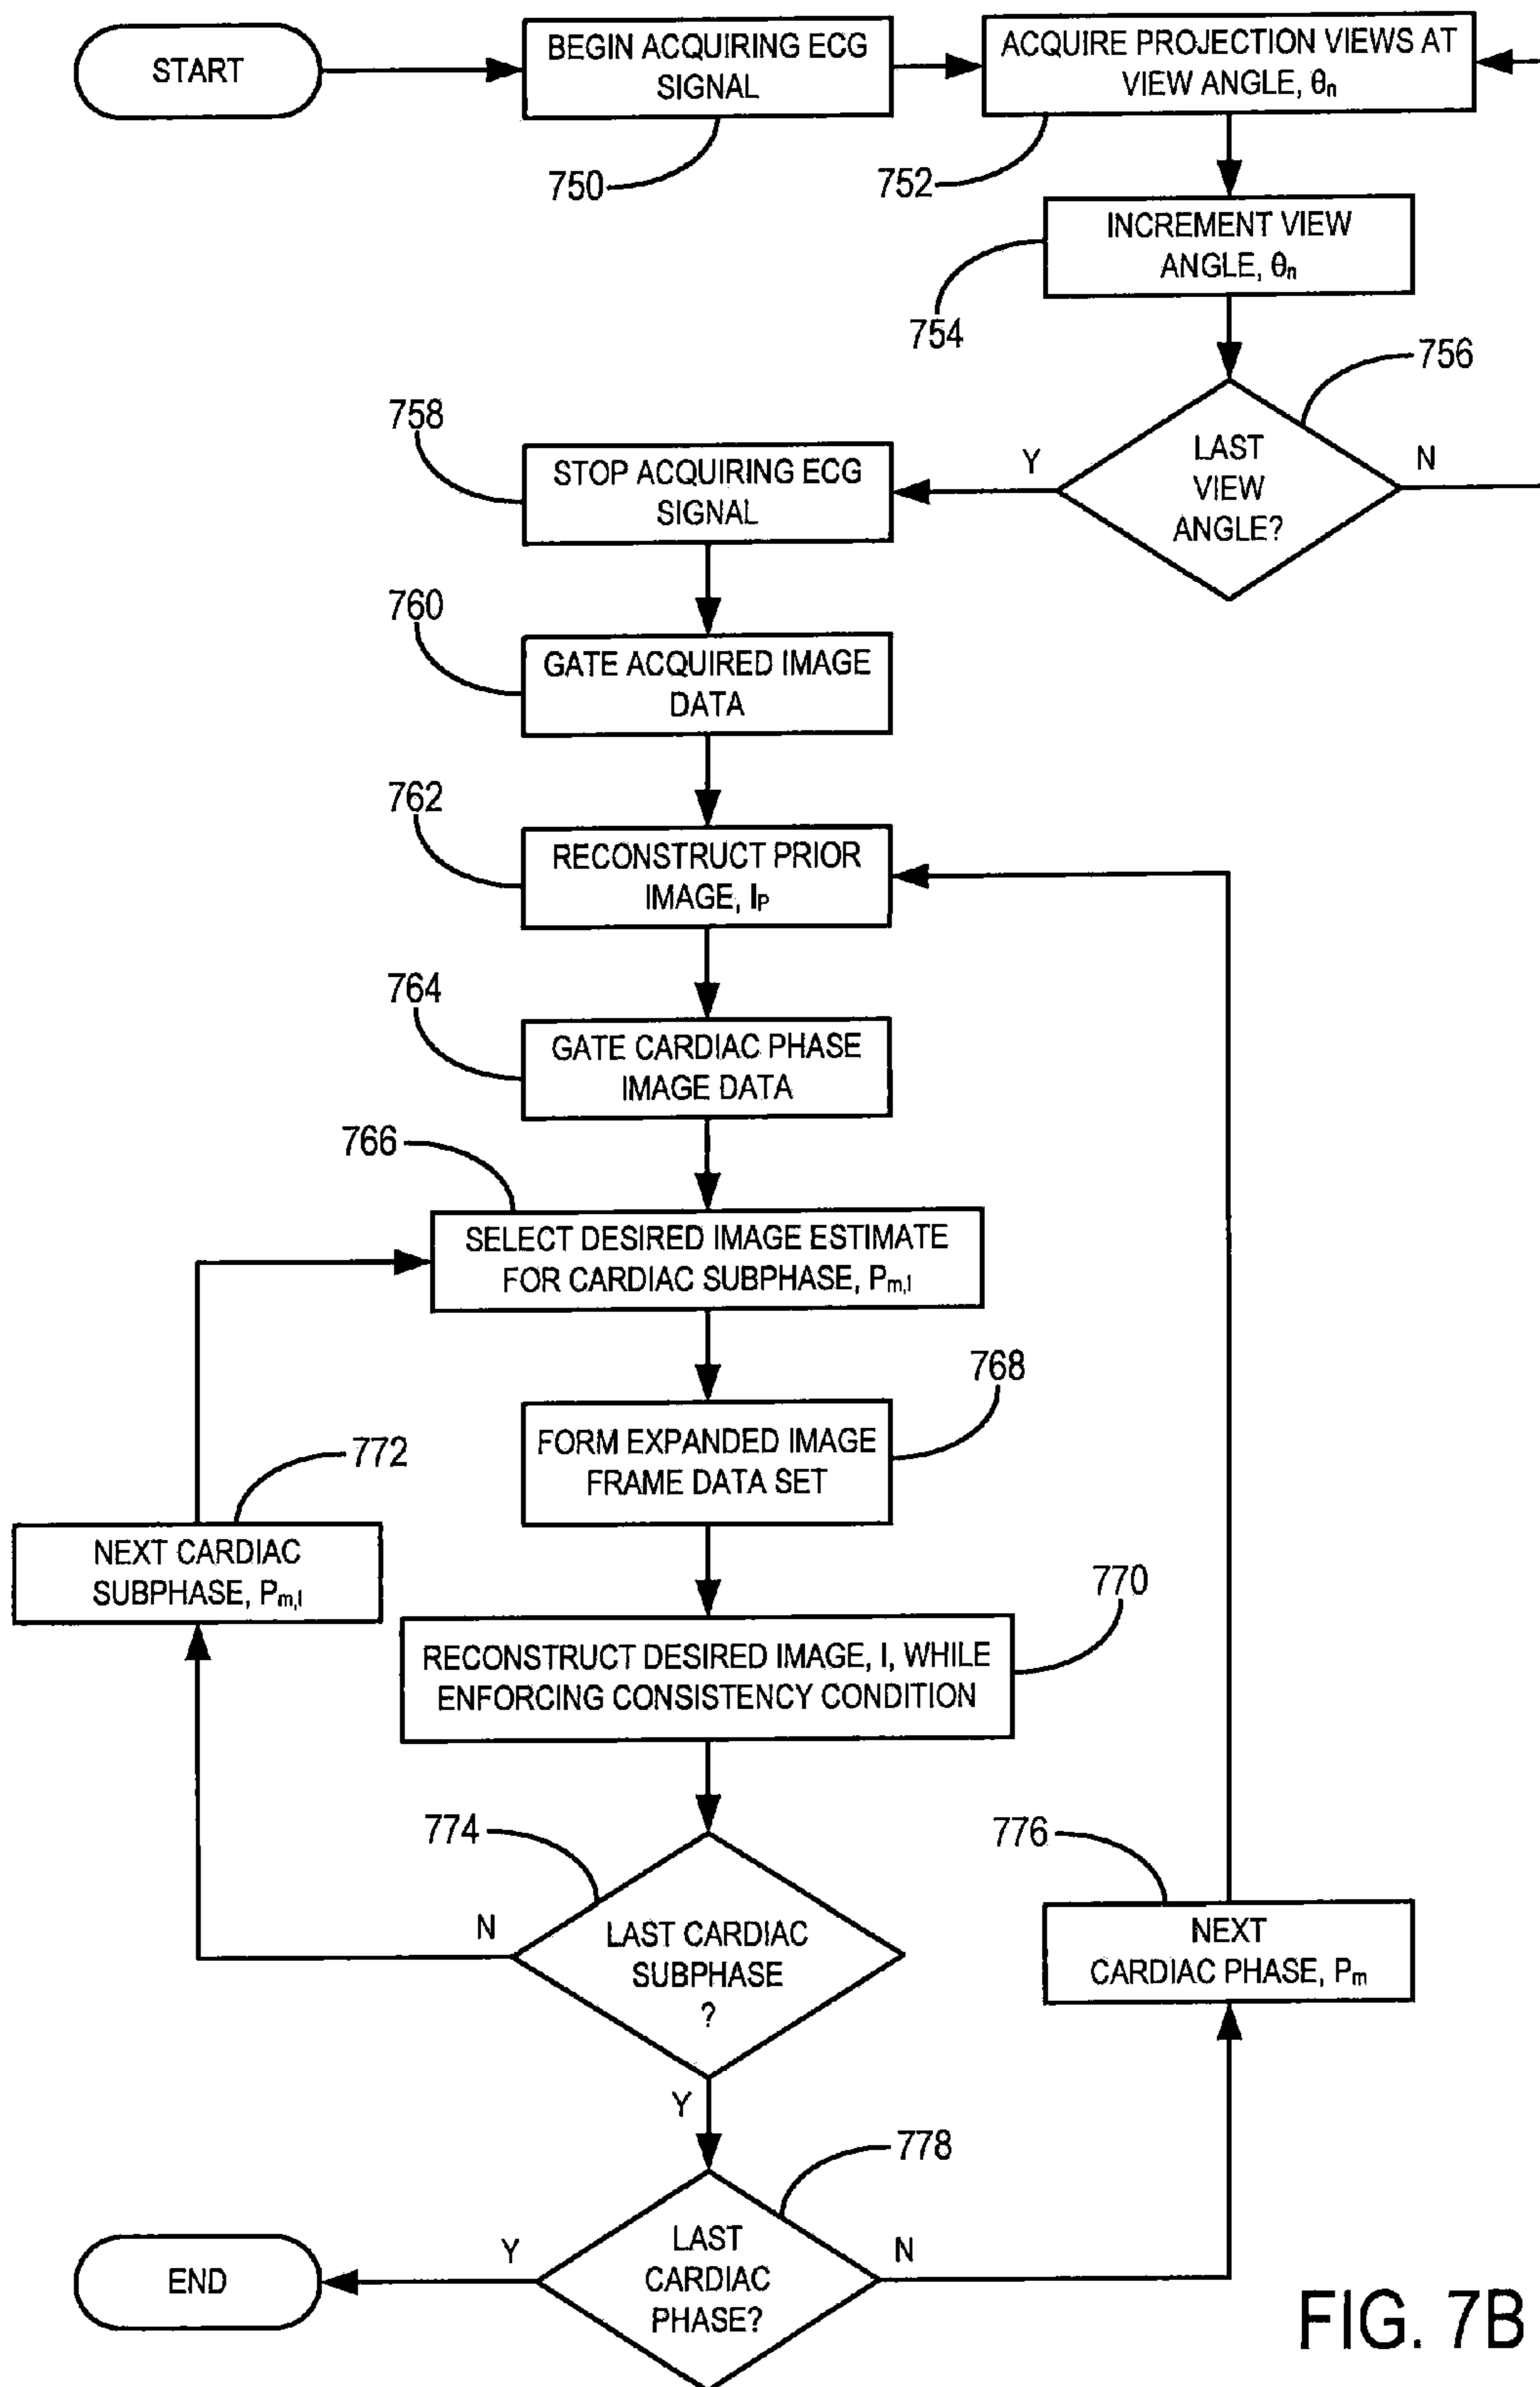 START
BEGIN ACQUIRING ECG
SIGNAL
750
ACQUIRE PROJECTION VIEWS AT
VIEW ANGLE, θn
752
INCREMENT VIEW
ANGLE, θn
754
756
LAST
VIEW
ANGLE?
Y
N
758
STOP ACQUIRING ECG
SIGNAL
760
GATE ACQUIRED IMAGE
DATA
762
RECONSTRUCT PRIOR
IMAGE, IP
764
GATE CARDIAC PHASE
IMAGE DATA
766
SELECT DESIRED IMAGE ESTIMATE
FOR CARDIAC SUBPHASE, Pm,l
768
FORM EXPANDED IMAGE
FRAME DATA SET
772
NEXT CARDIAC
SUBPHASE, Pm,l
770
RECONSTRUCT DESIRED IMAGE, I, WHILE
ENFORCING CONSISTENCY CONDITION
774
N
LAST CARDIAC
SUBPHASE
?
Y
776
NEXT
CARDIAC PHASE, Pm
778
LAST
CARDIAC
PHASE?
Y
N
END
FIG. 7B